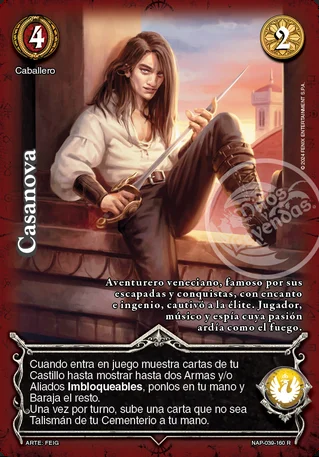 4
2
Caballero
© 2024 FENIX ENTERTAINMENT S.P.A.
Casanova
Mitos y Leyendas
Aventurero veneciano, famoso por sus
escapadas y conquistas, con encanto
e ingenio, cautivó a la élite. Jugador,
músico y espía cuya pasión
ardía como el fuego.
Cuando entra en juego muestra cartas de tu
Castillo hasta mostrar hasta dos Armas y/o
Aliados Imbloqueables, ponlos en tu mano y
Baraja el resto.
Una vez por turno, sube una carta que no sea
Talismán de tu Cementerio a tu mano.
ARTE: FEIG
NAP-039-160 R